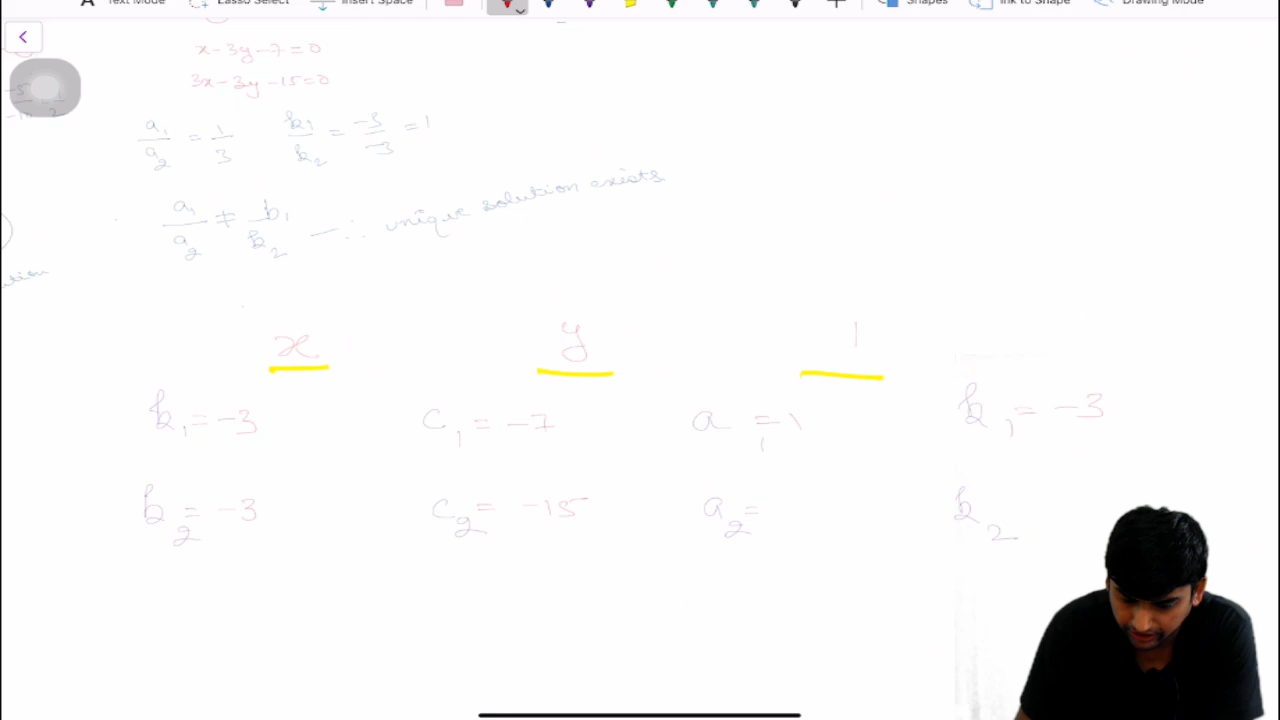 Text Mode Lasso Select Insert Space Shapes Ink to Shape Drawing Mode
x-3y-7=0
3x-3y-15=0
a₁/a₂ = 1/3 b₁/b₂ = -3/-3 = 1
a₁/a₂ ≠ b₁/b₂ — ∴ unique solution exists
x y 1
b₁ = -3 c₁ = -7 a₁ = 1 b₁ = -3
b₂ = -3 c₂ = -15 a₂ = b₂